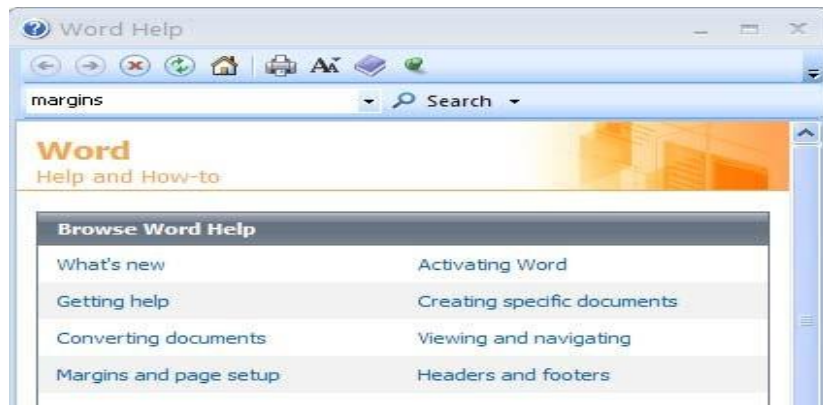 Word Help
margins Search
Word
Help and How-to
Browse Word Help
What's new Activating Word
Getting help Creating specific documents
Converting documents Viewing and navigating
Margins and page setup Headers and footers